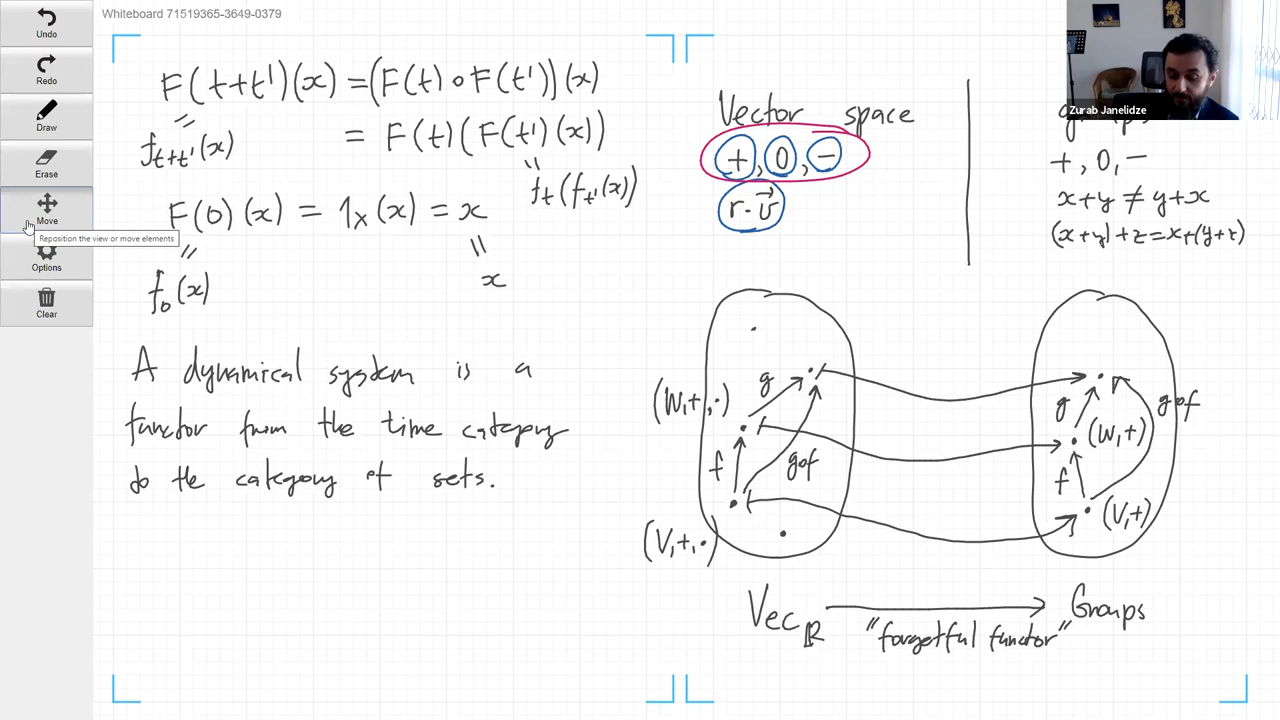 Whiteboard 71519365-3649-0379
Undo
Redo
Draw
Erase
Move
Reposition the view or move elements
Options
Clear
F(t+t')(x) = (F(t) ∘ F(t'))(x)
=
f_{t+t'}(x)
= F(t)(F(t')(x))
=
f_t(f_{t'}(x))
F(0)(x) = 1_X(x) = x
=
=
f_0(x)
x
A dynamical system is a
functor from the time category
to the category of sets.
Zurab Janelidze
Vector space
+, 0, -
r·v⃗
+, 0, -
x+y ≠ y+x
(x+y)+z=x+(y+z)
(W,+,·)
g
f
g∘f
(V,+,·)
g
g∘f
(W,+)
f
(V,+)
Vec_ℝ
Groups
"forgetful functor"